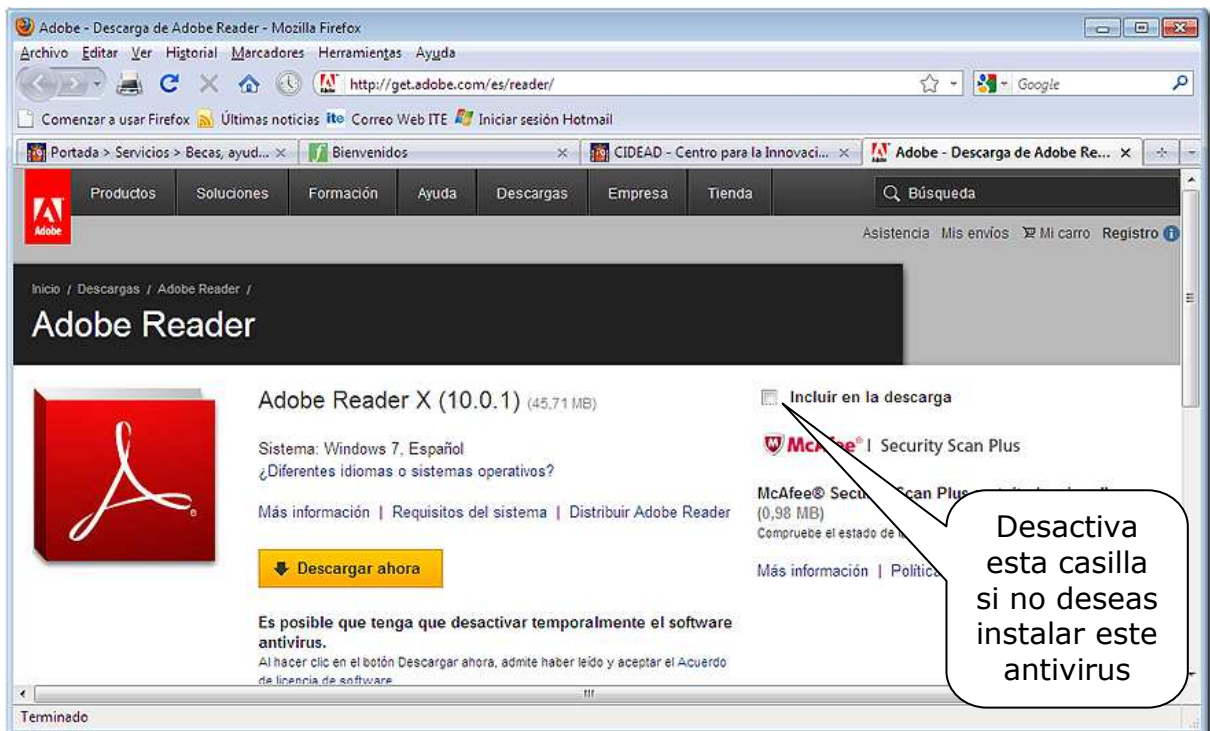 Adobe - Descarga de Adobe Reader - Mozilla Firefox
Archivo Editar Ver Historial Marcadores Herramientas Ayuda
http://get.adobe.com/es/reader/
Google
Comenzar a usar Firefox Últimas noticias ite Correo Web ITE Iniciar sesión Hotmail
Portada > Servicios > Becas, ayud... Bienvenidos CIDEAD - Centro para la Innovaci... Adobe - Descarga de Adobe Re...
Adobe
Productos Soluciones Formación Ayuda Descargas Empresa Tienda Búsqueda
Asistencia Mis envíos Mi carro Registro
Inicio / Descargas / Adobe Reader /
Adobe Reader
Adobe Reader X (10.0.1) (45,71 MB)
Sistema: Windows 7, Español
¿Diferentes idiomas o sistemas operativos?
Más información | Requisitos del sistema | Distribuir Adobe Reader
Descargar ahora
Es posible que tenga que desactivar temporalmente el software
antivirus.
Al hacer clic en el botón Descargar ahora, admite haber leído y aceptar el Acuerdo
de licencia de software
Incluir en la descarga
McAfee® | Security Scan Plus
McAfee® Scan Plus
(0,98 MB)
Compruebe el estado de
Más información |
Desactiva
esta casilla
si no deseas
instalar este
antivirus
Terminado